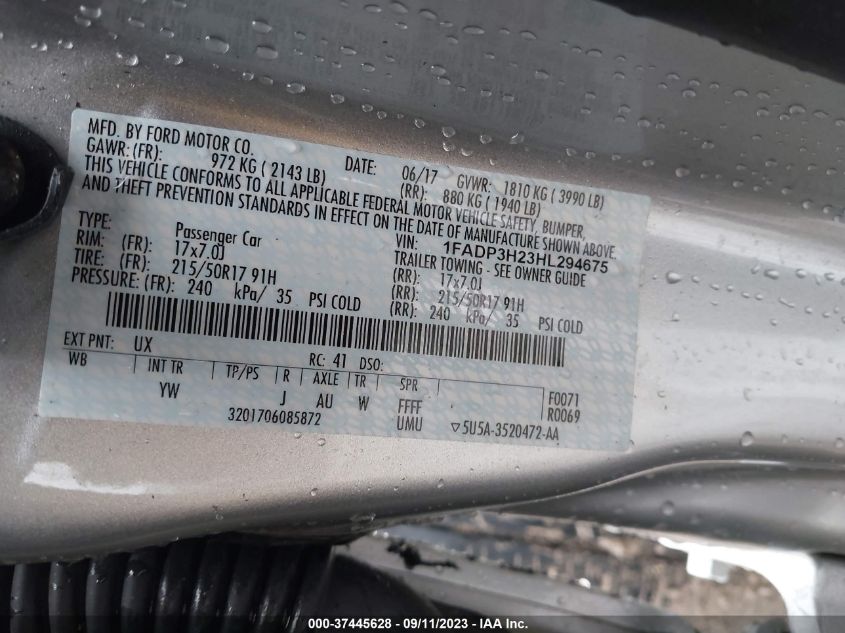 MFD. BY FORD MOTOR CO.
DATE: 06/17 GVWR: 1810 KG ( 3990 LB)
GAWR: (FR): 972 KG ( 2143 LB) (RR): 880 KG ( 1940 LB)
THIS VEHICLE CONFORMS TO ALL APPLICABLE FEDERAL MOTOR VEHICLE SAFETY, BUMPER,
AND THEFT PREVENTION STANDARDS IN EFFECT ON THE DATE OF MANUFACTURE SHOWN ABOVE.
VIN: 1FADP3H23HL294675
TYPE: Passenger Car TRAILER TOWING - SEE OWNER GUIDE
RIM: (FR): 17x7.0J (RR): 17x7.0J
TIRE: (FR): 215/50R17 91H (RR): 215/50R17 91H
PRESSURE: (FR): 240 kPa/ 35 PSI COLD (RR): 240 kPa/ 35 PSI COLD
EXT PNT: UX RC: 41 DSO:
WB | INT TR | TP/PS | R | AXLE | TR | SPR F0071
YW J AU W FFFF R0069
3201706085872 UMU ▽5U5A-3520472-AA
000-37445628 - 09/11/2023 - IAA Inc.